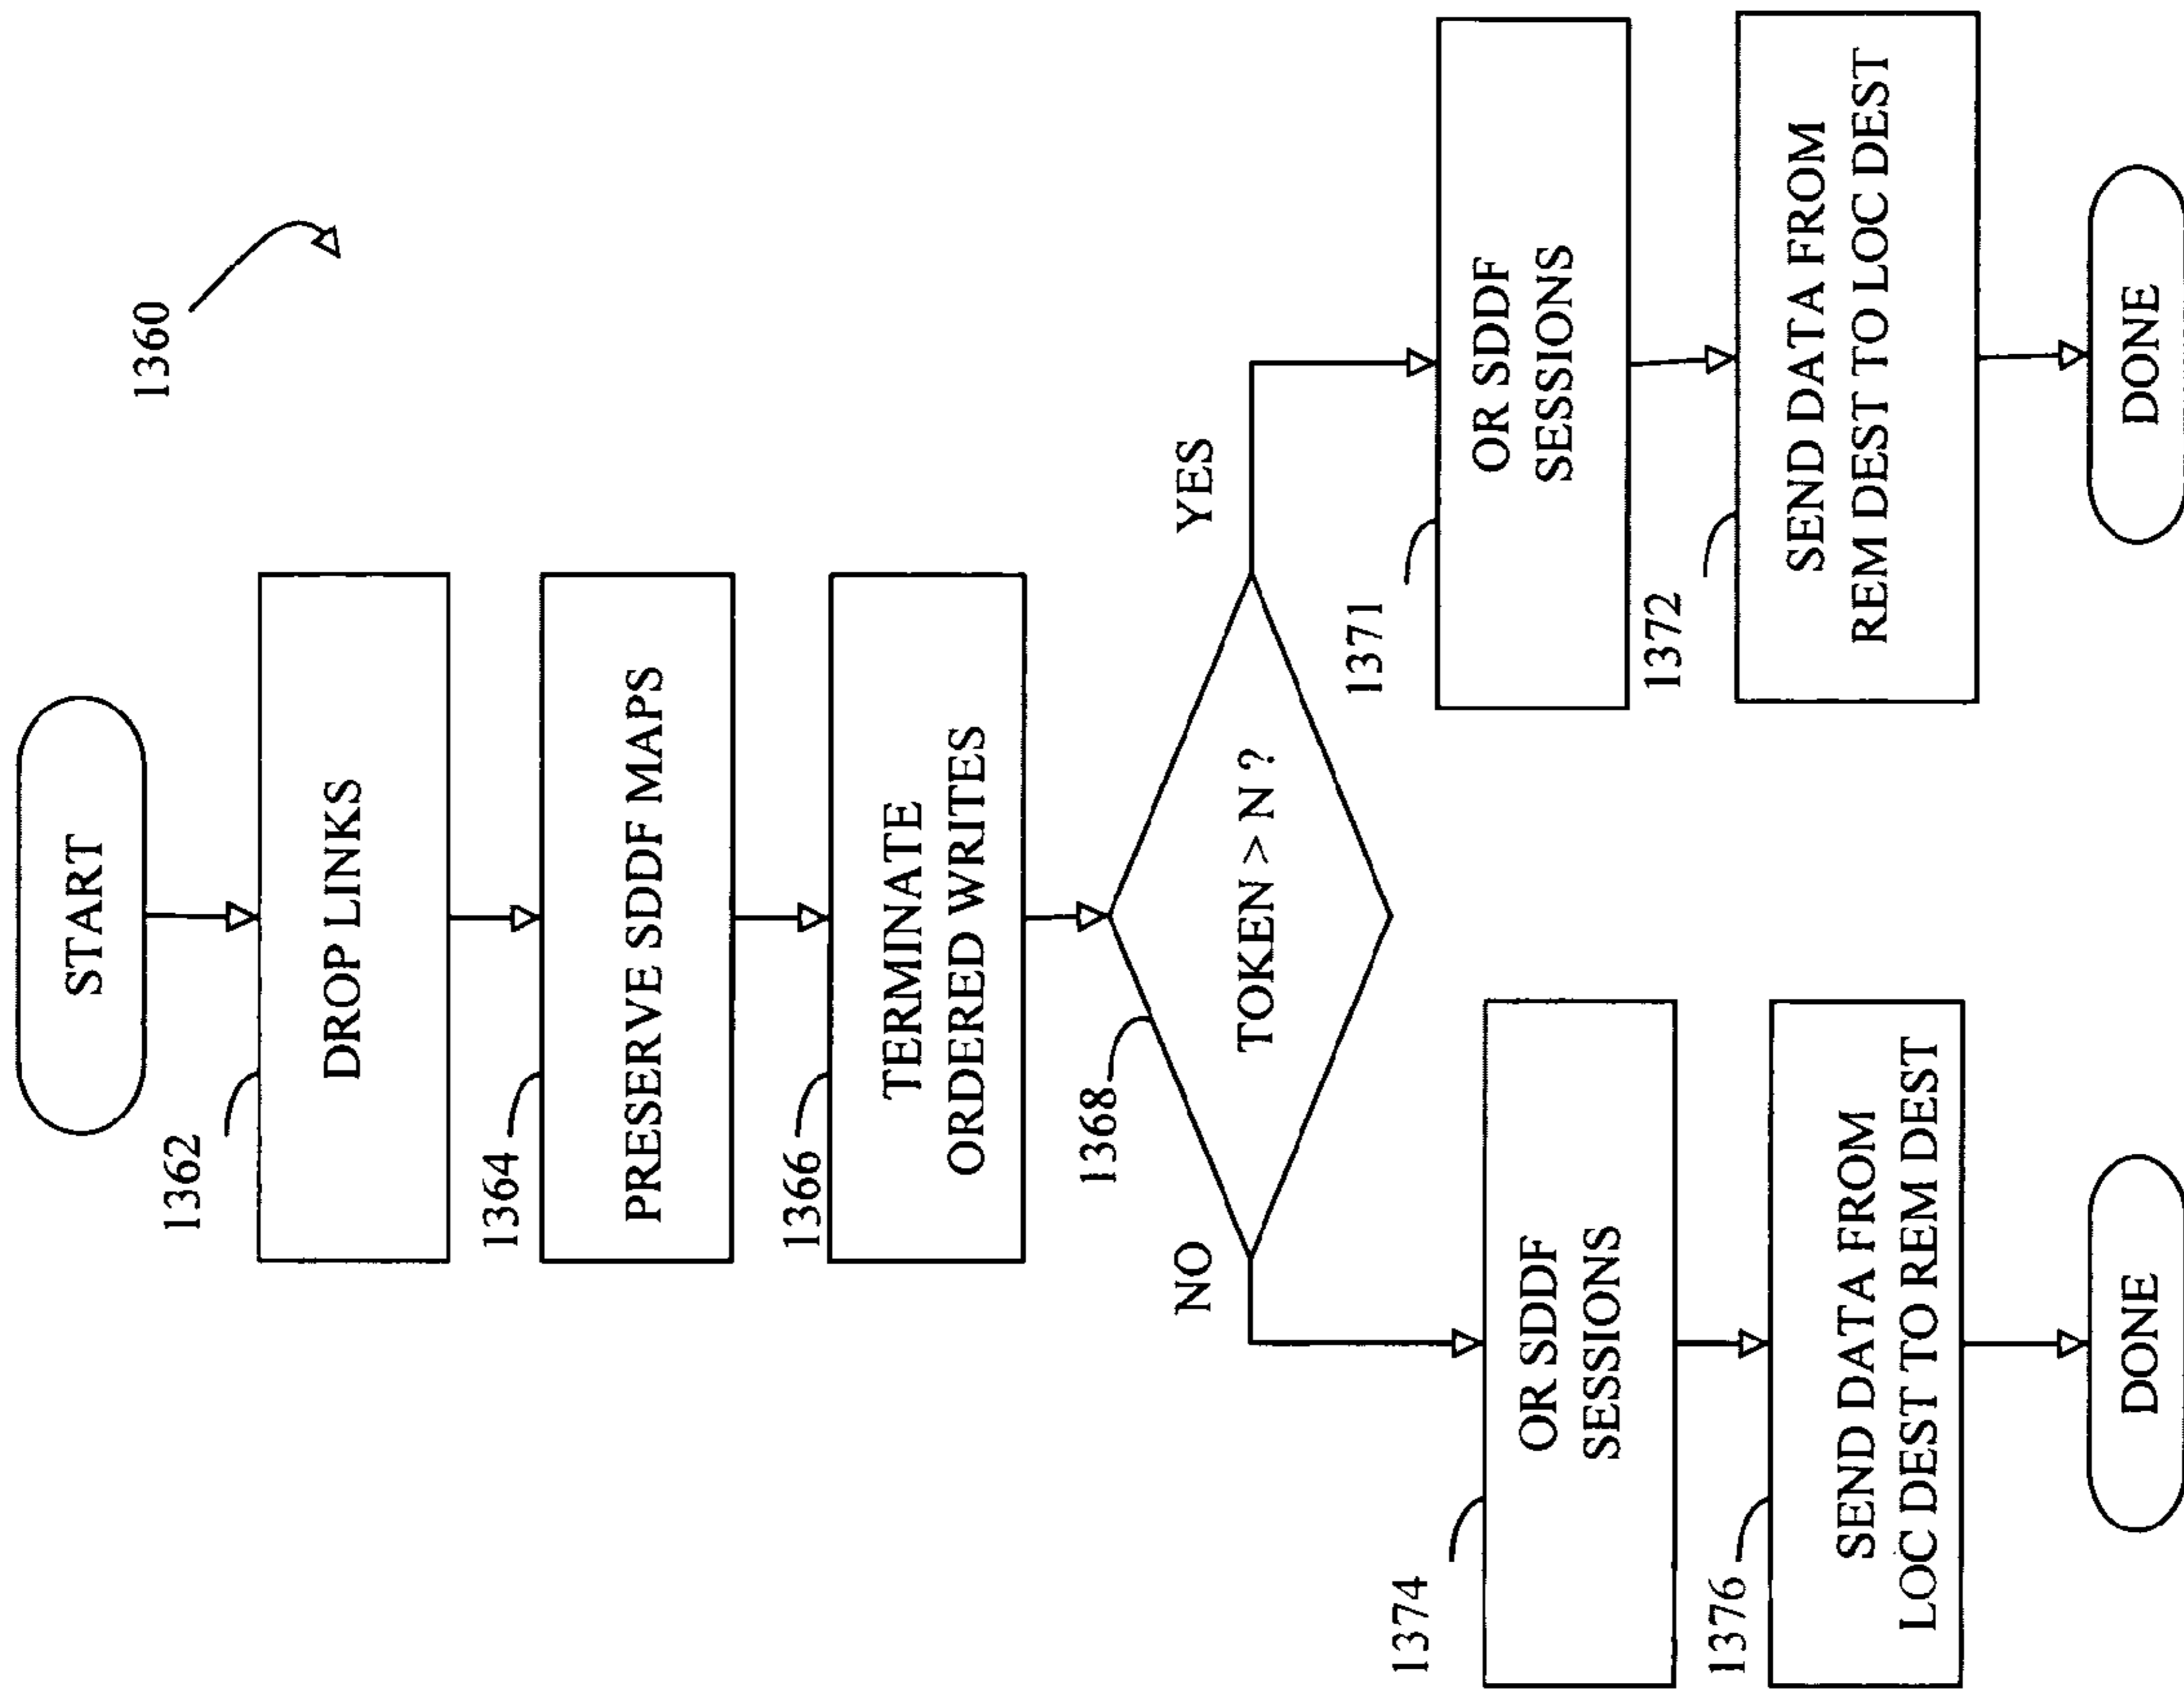 1360
START
1362
DROP LINKS
1364
PRESERVE SDDF MAPS
1366
TERMINATE
ORDERED WRITES
1368
TOKEN > N ?
NO
YES
1374
OR SDDF
SESSIONS
1376
SEND DATA FROM
LOC DEST TO REM DEST
DONE
1371
OR SDDF
SESSIONS
1372
SEND DATA FROM
REM DEST TO LOC DEST
DONE